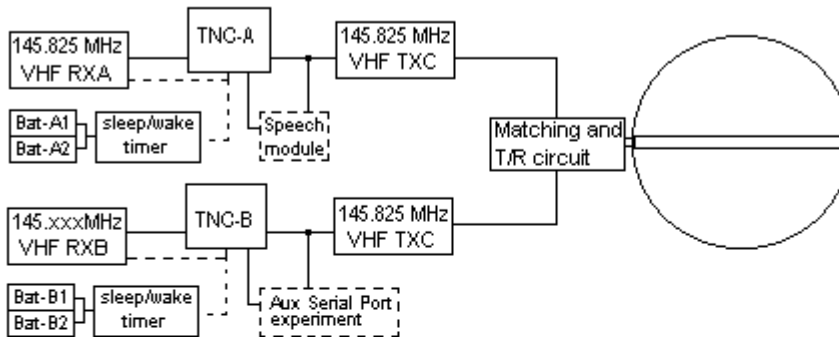 145.825 MHz
VHF RXA
TNC-A
145.825 MHz
VHF TXC
Bat-A1
Bat-A2
sleep/wake
timer
Speech
module
Matching and
T/R circuit
145.xxxMHz
VHF RXB
TNC-B
145.825 MHz
VHF TXC
Bat-B1
Bat-B2
sleep/wake
timer
Aux Serial Port
experiment